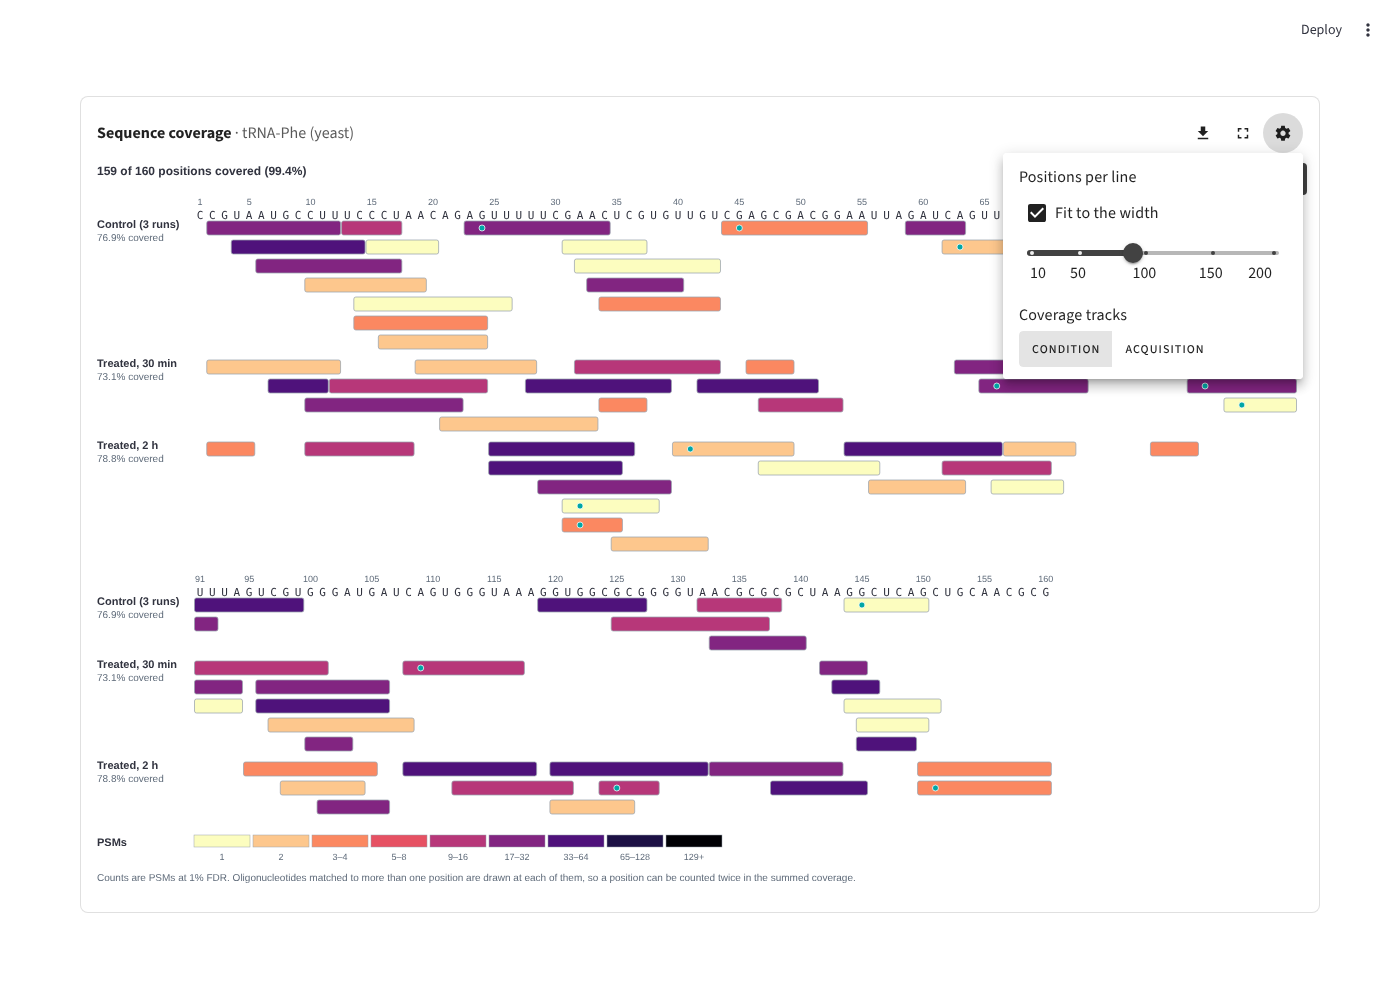 Deploy
Sequence coverage · tRNA-Phe (yeast)
159 of 160 positions covered (99.4%)
Positions per line
Fit to the width
10 50 100 150 200
Coverage tracks
CONDITION ACQUISITION
1 5 10 15 20 25 30 35 40 45 50 55 60 65
C C G U A A U G C C U U U C C C U A A C A G A G U U U U U C G A A C U C G U G U U G U C G A G C G A C G G A A U U A G A U C A G U U
Control (3 runs)
76.9% covered
Treated, 30 min
73.1% covered
Treated, 2 h
78.8% covered
91 95 100 105 110 115 120 125 130 135 140 145 150 155 160
U U U A G U C G U G G G A U G A U C A G U G G G U A A A G G U G G C G C G G G G U A A C G C G C G C U A A G G C U C A G C U G C A A C G C G
Control (3 runs)
76.9% covered
Treated, 30 min
73.1% covered
Treated, 2 h
78.8% covered
PSMs
1 2 3–4 5–8 9–16 17–32 33–64 65–128 129+
Counts are PSMs at 1% FDR. Oligonucleotides matched to more than one position are drawn at each of them, so a position can be counted twice in the summed coverage.